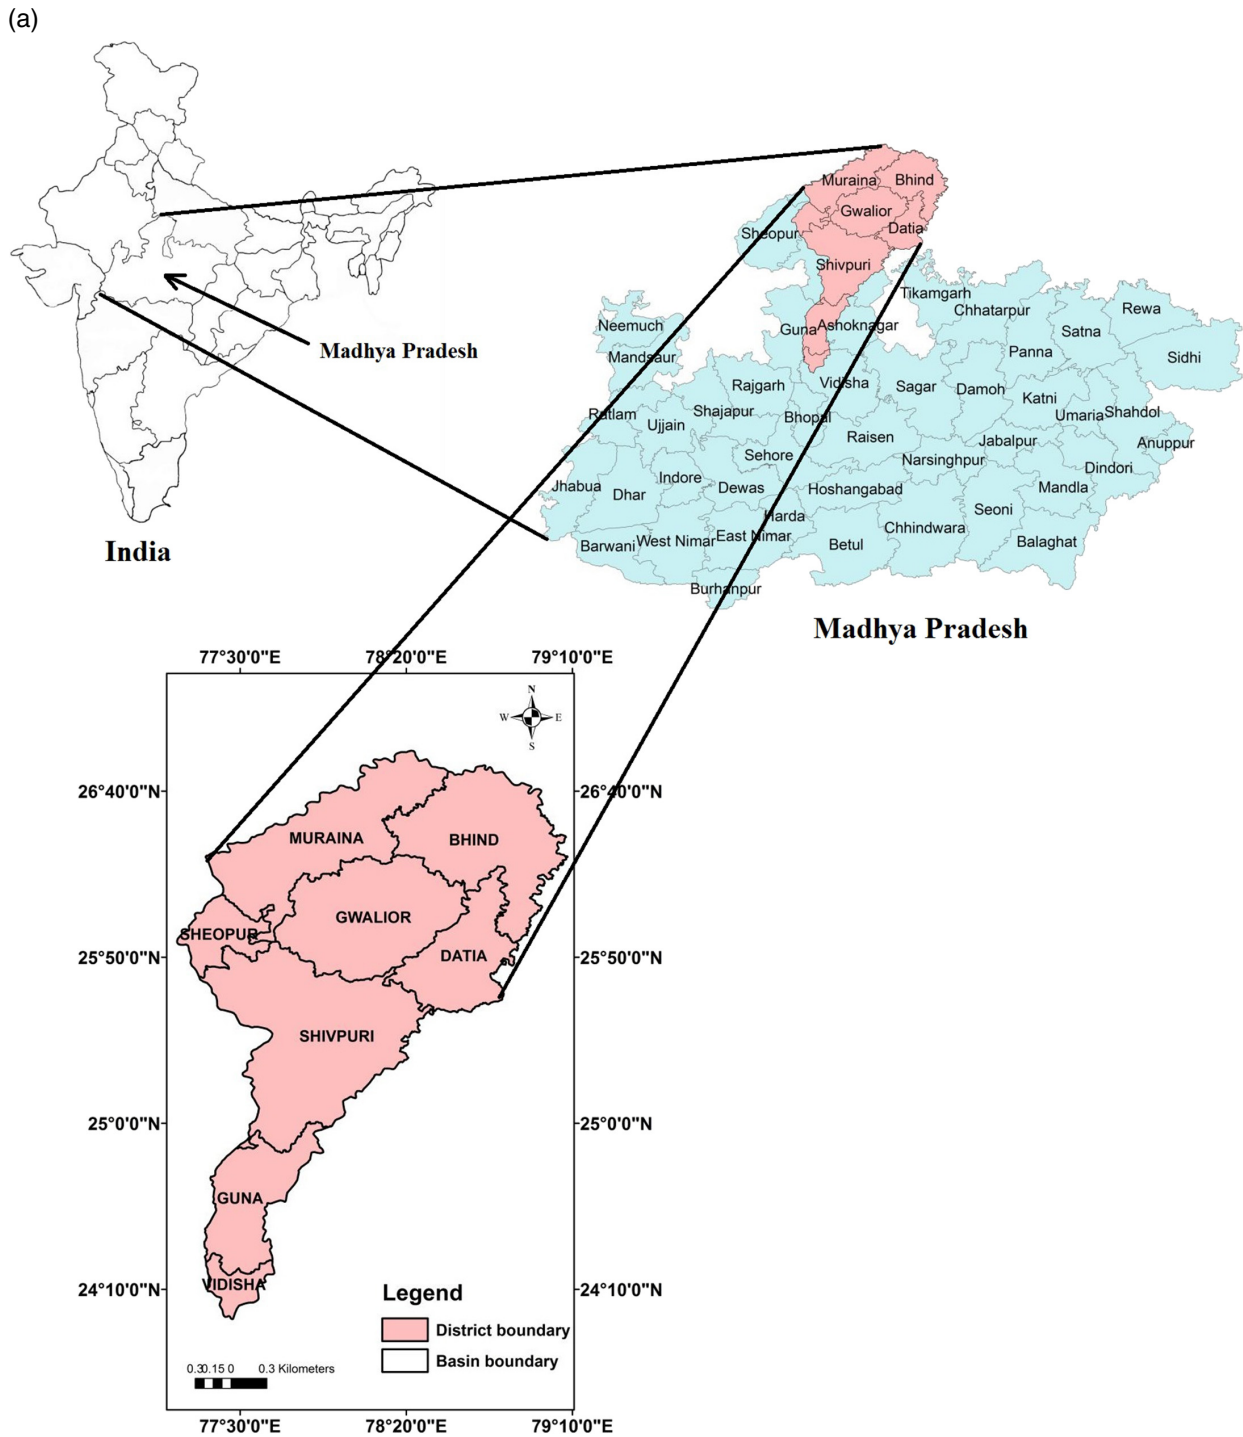 (a)
Madhya Pradesh
India
Muraina
Bhind
Gwalior
Datia
Sheopur
Shivpuri
Tikamgarh
Chhatarpur
Rewa
Neemuch
Guna
Ashoknagar
Satna
Panna
Sidhi
Mandsaur
Rajgarh
Vidisha
Sagar
Damoh
Katni
Ratlam
Ujjain
Shajapur
Bhopal
Umaria
Shahdol
Raisen
Jabalpur
Anuppur
Sehore
Narsinghpur
Dindori
Jhabua
Dhar
Indore
Dewas
Hoshangabad
Mandla
Harda
Seoni
Chhindwara
Barwani
West Nimar
East Nimar
Betul
Balaghat
Burhanpur
Madhya Pradesh
77°30'0"E 78°20'0"E 79°10'0"E
N
W E
S
26°40'0"N 26°40'0"N
MURAINA
BHIND
GWALIOR
SHEOPUR
DATIA
25°50'0"N 25°50'0"N
SHIVPURI
25°0'0"N 25°0'0"N
GUNA
VIDISHA
24°10'0"N 24°10'0"N
Legend
District boundary
Basin boundary
0.30.15 0 0.3 Kilometers
77°30'0"E 78°20'0"E 79°10'0"E